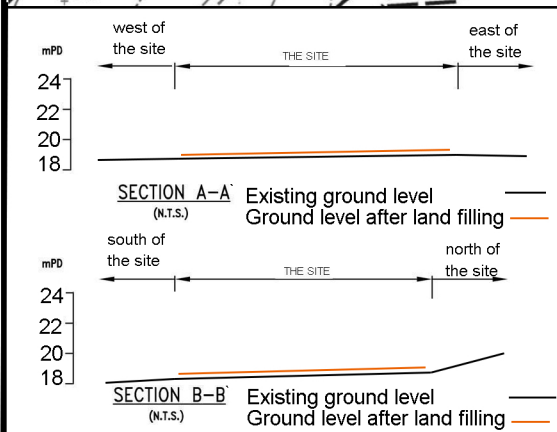 west of
the site
east of
the site
mPD
THE SITE
24
22
20
18
SECTION A-A`
(N.T.S.)
Existing ground level
Ground level after land filling
south of
the site
north of
the site
mPD
THE SITE
24
22
20
18
SECTION B-B`
(N.T.S.)
Existing ground level
Ground level after land filling